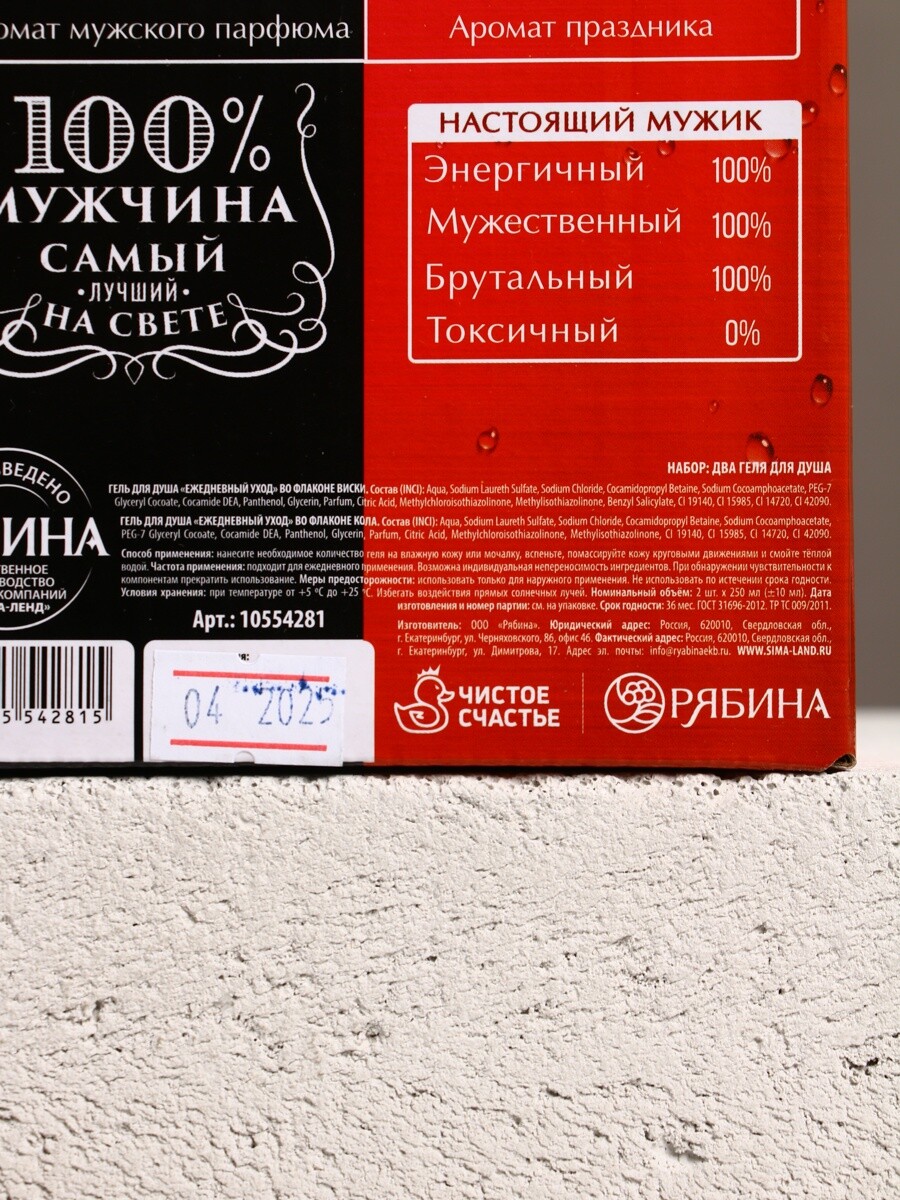 мужского парфюма
Аромат праздника
100%
МУЖЧИНА
САМЫЙ
•ЛУЧШИЙ•
НА СВЕТЕ
НАСТОЯЩИЙ МУЖИК
Энергичный 100%
Мужественный 100%
Брутальный 100%
Токсичный 0%
НАБОР: ДВА ГЕЛЯ ДЛЯ ДУША
ГЕЛЬ ДЛЯ ДУША «ЕЖЕДНЕВНЫЙ УХОД» ВО ФЛАКОНЕ ВИСКИ. Состав (INCI): Aqua, Sodium Laureth Sulfate, Sodium Chloride, Cocamidopropyl Betaine, Sodium Cocoamphoacetate, PEG-7
Glyceryl Cocoate, Cocamide DEA, Panthenol, Glycerin, Parfum, Citric Acid, Methylchloroisothiazolinone, Methylisothiazolinone, Benzyl Salicylate, CI 19140, CI 15985, CI 14720, CI 42090.
ГЕЛЬ ДЛЯ ДУША «ЕЖЕДНЕВНЫЙ УХОД» ВО ФЛАКОНЕ КОЛА. Состав (INCI): Aqua, Sodium Laureth Sulfate, Sodium Chloride, Cocamidopropyl Betaine, Sodium Cocoamphoacetate,
PEG-7 Glyceryl Cocoate, Cocamide DEA, Panthenol, Glycerin, Parfum, Citric Acid, Methylchloroisothiazolinone, Methylisothiazolinone, CI 19140, CI 15985, CI 14720, CI 42090.
Способ применения: нанесите необходимое количество геля на влажную кожу или мочалку, вспеньте, помассируйте кожу круговыми движениями и смойте тёплой
водой. Частота применения: подходит для ежедневного применения. Возможна индивидуальная непереносимость ингредиентов. При обнаружении чувствительности к
компонентам прекратить использование. Меры предосторожности: использовать только для наружного применения. Не использовать по истечении срока годности.
Условия хранения: при температуре от +5 °С до +25 °С. Избегать воздействия прямых солнечных лучей. Номинальный объём: 2 шт. х 250 мл (±10 мл). Дата
изготовления и номер партии: см. на упаковке. Срок годности: 36 мес. ГОСТ 31696-2012. ТР ТС 009/2011.
Арт.: 10554281
Изготовитель: ООО «Рябина». Юридический адрес: Россия, 620010, Свердловская обл.,
г. Екатеринбург, ул. Черняховского, 86, офис 46. Фактический адрес: Россия, 620010, Свердловская обл.,
г. Екатеринбург, ул. Димитрова, 17. Адрес эл. почты: info@ryabinaekb.ru. WWW.SIMA-LAND.RU
5 542815
04 2025
ЧИСТОЕ
СЧАСТЬЕ
РЯБИНА